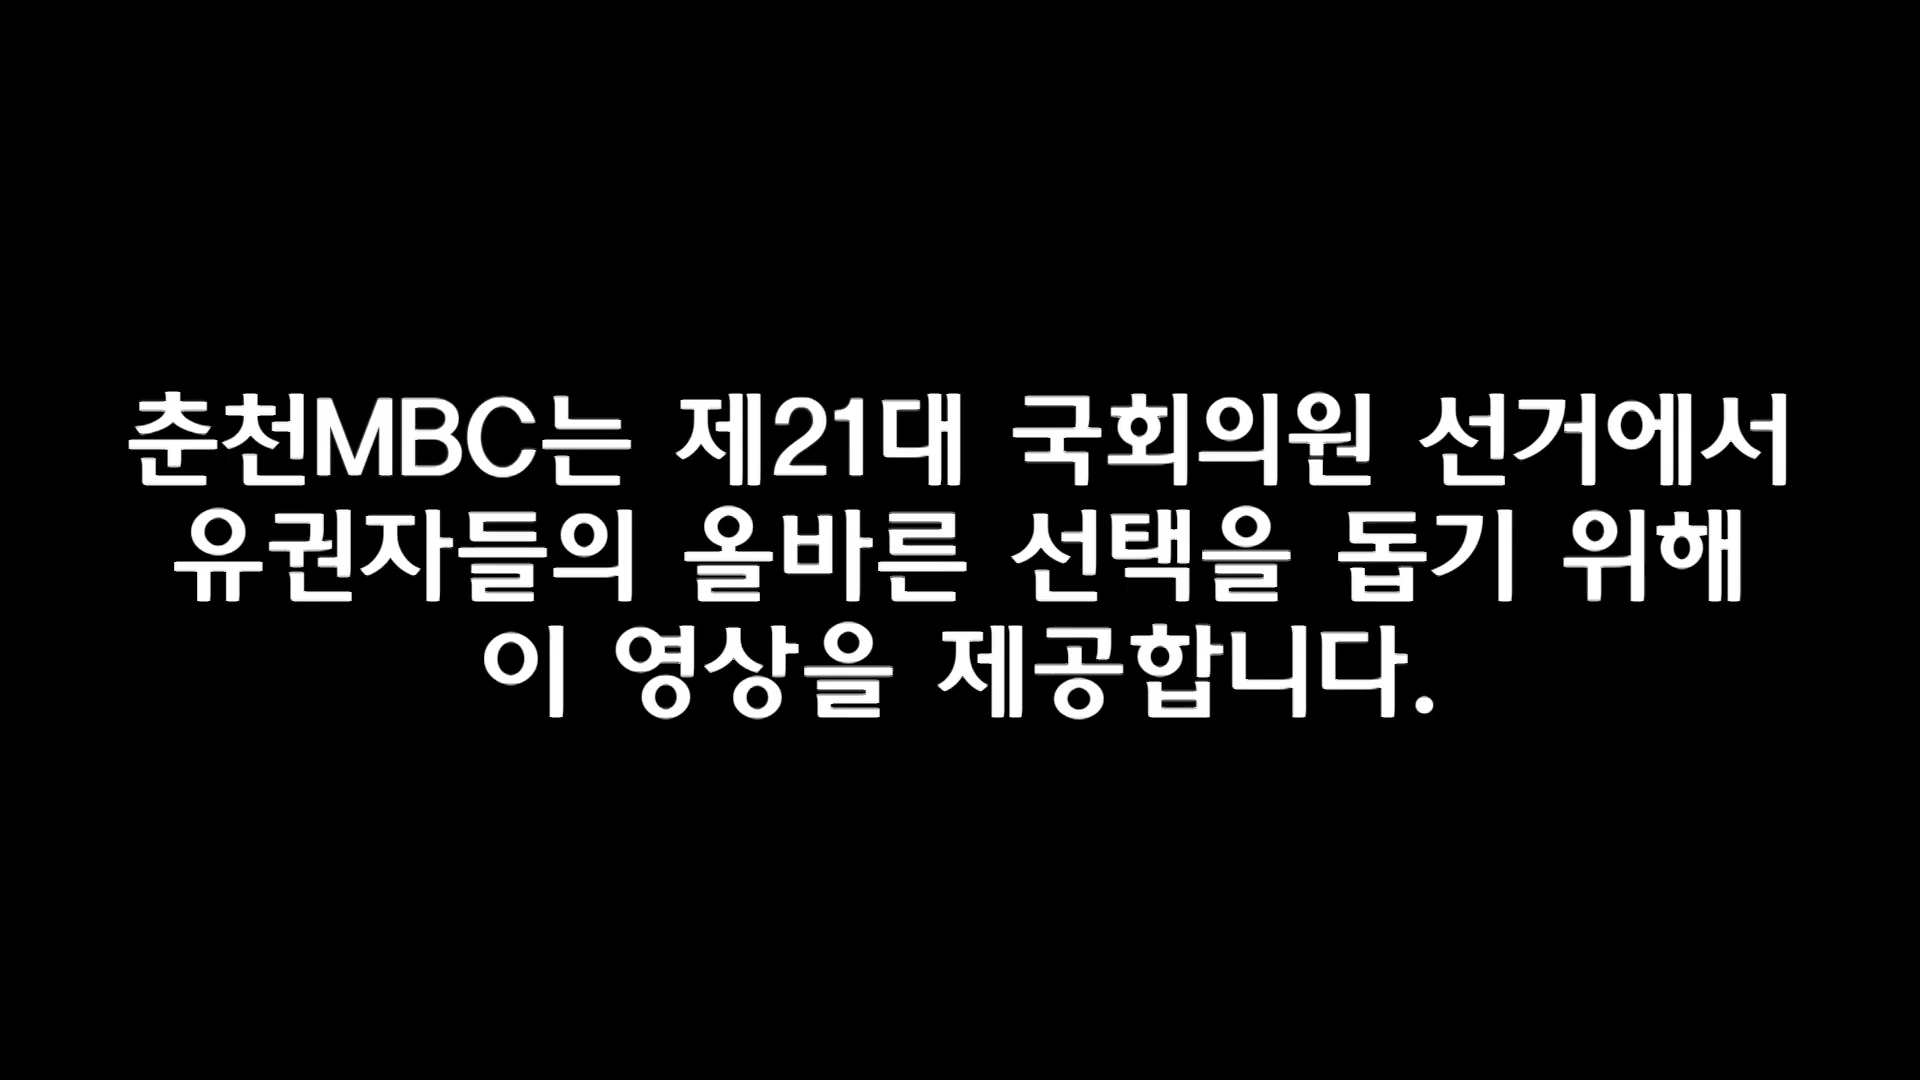 춘천MBC는 제21대 국회의원 선거에서
유권자들의 올바른 선택을 돕기 위해
이 영상을 제공합니다.